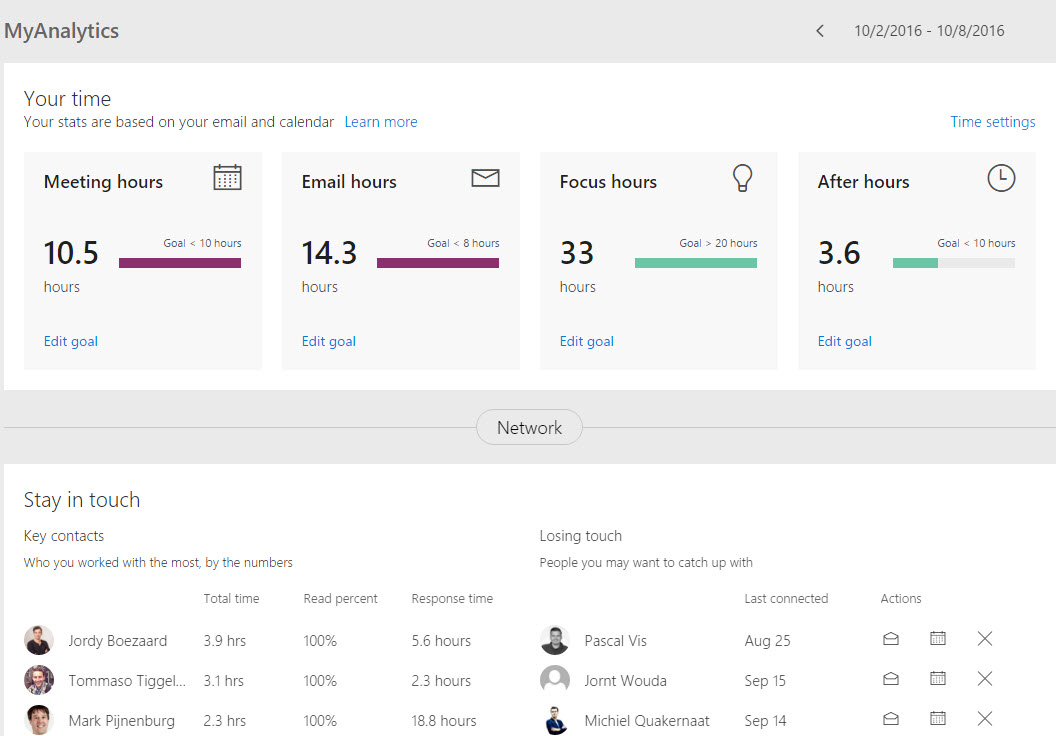 MyAnalytics
10/2/2016 - 10/8/2016
Your time
Your stats are based on your email and calendar Learn more
Time settings
Meeting hours
Goal < 10 hours
10.5
hours
Edit goal
Email hours
Goal < 8 hours
14.3
hours
Edit goal
Focus hours
Goal > 20 hours
33
hours
Edit goal
After hours
Goal < 10 hours
3.6
hours
Edit goal
Network
Stay in touch
Key contacts
Who you worked with the most, by the numbers
Total time Read percent Response time
Jordy Boezaard 3.9 hrs 100% 5.6 hours
Tommaso Tiggel... 3.1 hrs 100% 2.3 hours
Mark Pijnenburg 2.3 hrs 100% 18.8 hours
Losing touch
People you may want to catch up with
Last connected Actions
Pascal Vis Aug 25
Jornt Wouda Sep 15
Michiel Quakernaat Sep 14